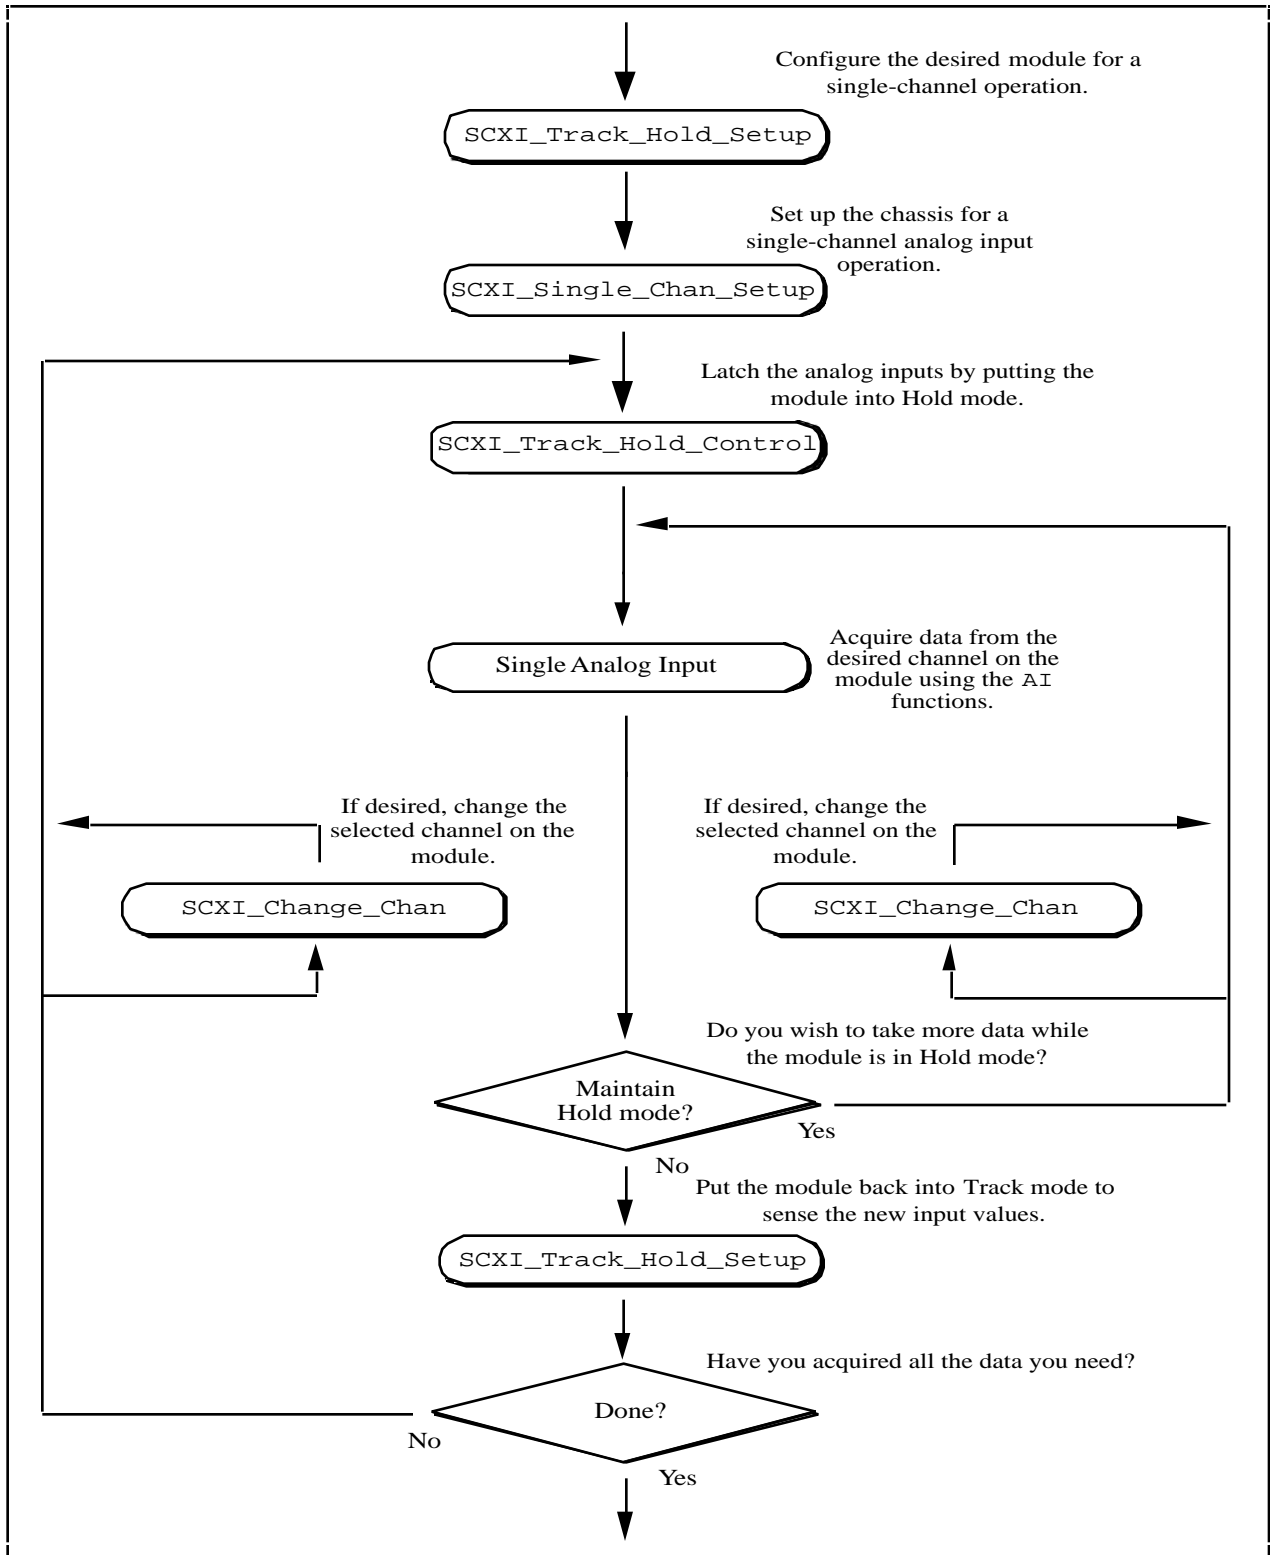 Configure the desired module for a
single-channel operation.
SCXI_Track_Hold_Setup
Set up the chassis for a
single-channel analog input
operation.
SCXI_Single_Chan_Setup
Latch the analog inputs by putting the
module into Hold mode.
SCXI_Track_Hold_Control
Single Analog Input
Acquire data from the
desired channel on the
module using the AI
functions.
If desired, change the
selected channel on the
module.
SCXI_Change_Chan
If desired, change the
selected channel on the
module.
SCXI_Change_Chan
Do you wish to take more data while
the module is in Hold mode?
Maintain
Hold mode?
Yes
No
Put the module back into Track mode to
sense the new input values.
SCXI_Track_Hold_Setup
Have you acquired all the data you need?
Done?
No
Yes